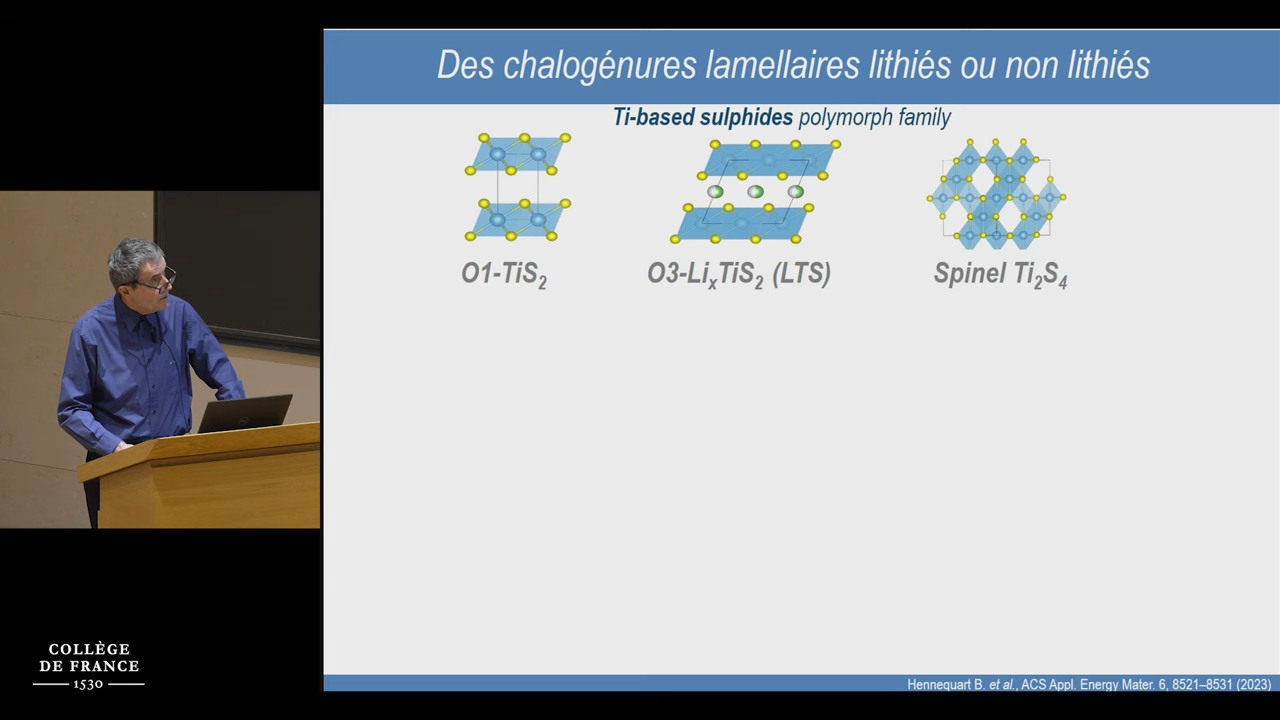 Des chalogénures lamellaires lithiés ou non lithiés
Ti-based sulphides polymorph family
O1-TiS2
O3-LixTiS2 (LTS)
Spinel Ti2S4
COLLÈGE
DE FRANCE
1530
Hennequart B. et al., ACS Appl. Energy Mater. 6, 8521–8531 (2023)